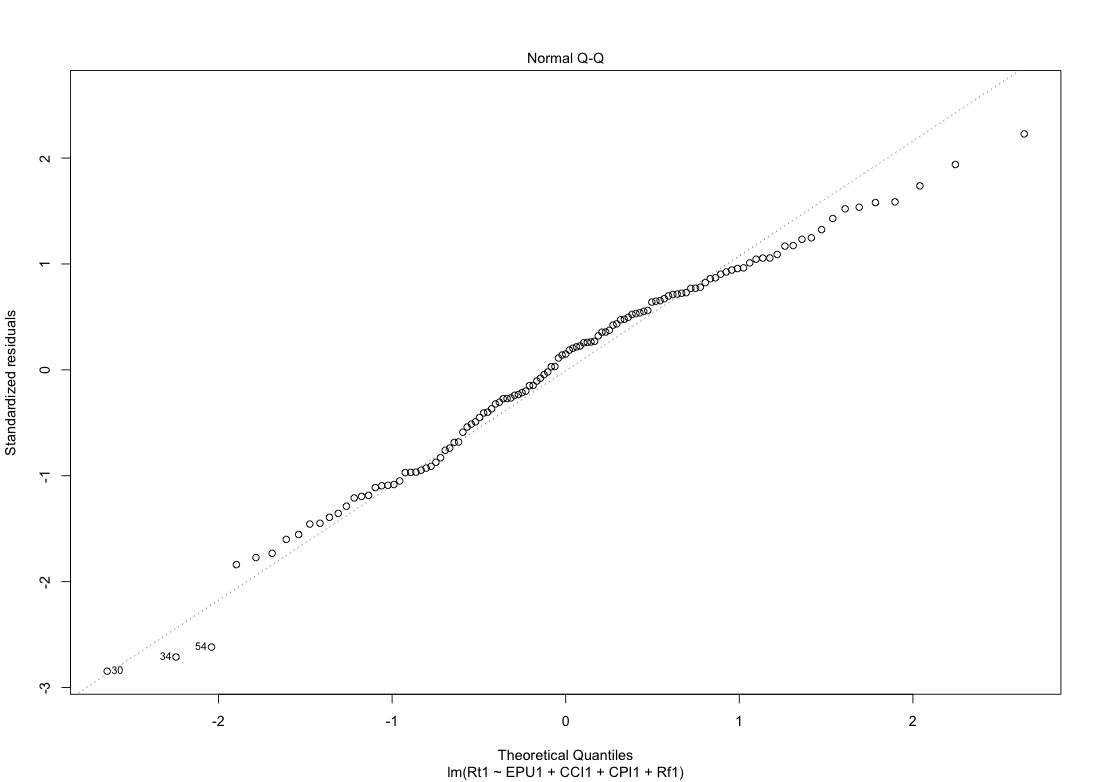 Normal Q-Q
Standardized residuals
2
1
0
-1
-2
-3
54
34
30
-2 -1 0 1 2
Theoretical Quantiles
lm(Rt1 ~ EPU1 + CCI1 + CPI1 + Rf1)